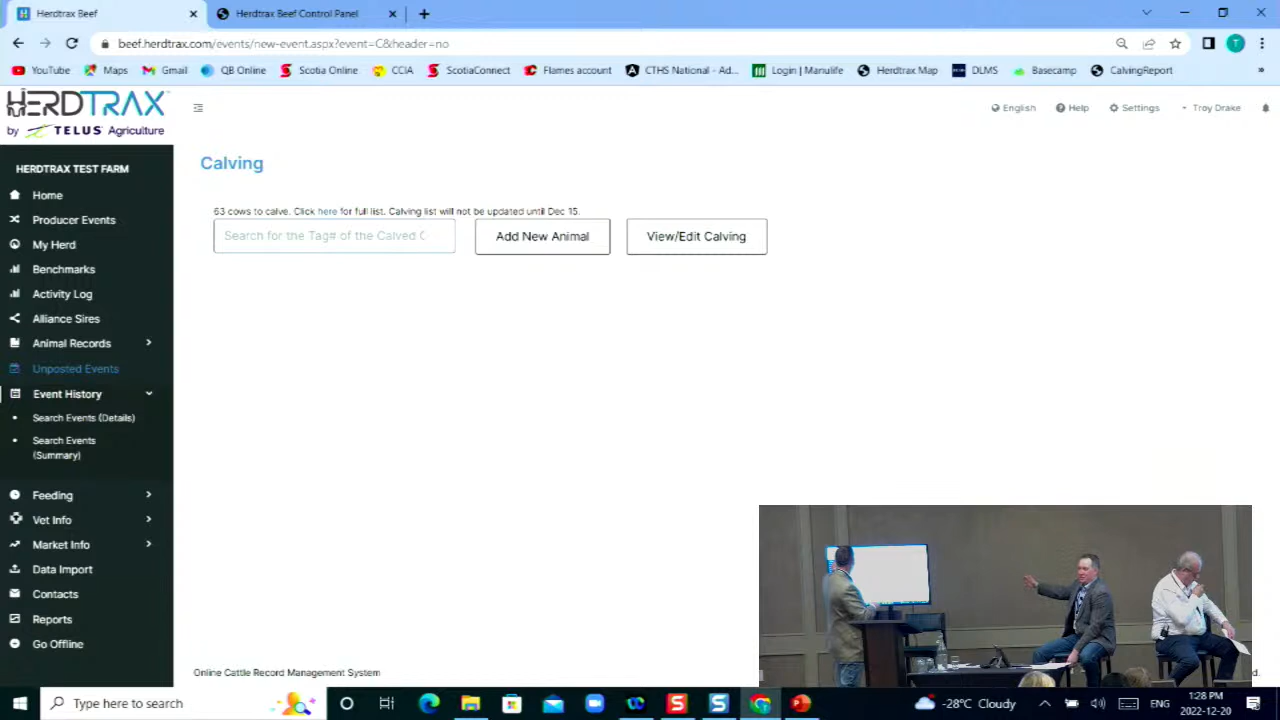 Herdtrax Beef
Herdtrax Beef Control Panel
beef.herdtrax.com/events/new-event.aspx?event=C&header=no
T
YouTube
Maps
Gmail
QB Online
Scotia Online
CCIA
ScotiaConnect
Flames account
CTHS National - Ad...
Login | Manulife
Herdtrax Map
DLMS
Basecamp
CalvingReport
»
HERDTRAX
by TELUS Agriculture
English
Help
Settings
Troy Drake
HERDTRAX TEST FARM
Home
Producer Events
My Herd
Benchmarks
Activity Log
Alliance Sires
Animal Records
Unposted Events
Event History
Search Events (Details)
Search Events
(Summary)
Feeding
Vet Info
Market Info
Data Import
Contacts
Reports
Go Offline
Calving
63 cows to calve. Click here for full list. Calving list will not be updated until Dec 15.
Search for the Tag# of the Calved C
Add New Animal
View/Edit Calving
Online Cattle Record Management System
Type here to search
-28°C Cloudy
ENG
1:28 PM
2022-12-20